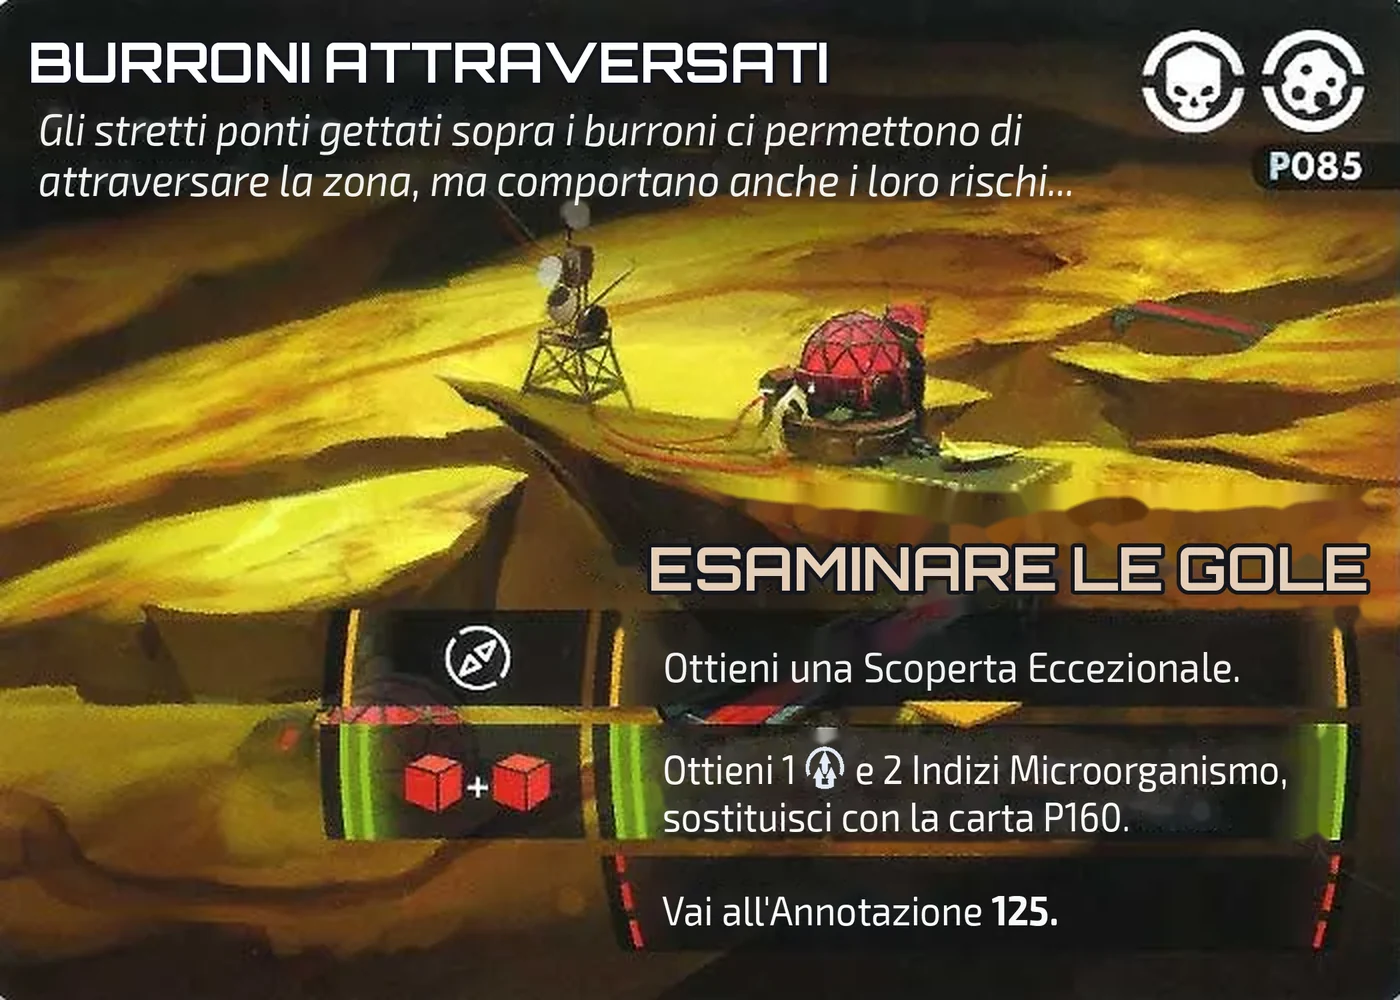 BURRONI ATTRAVERSATI
Gli stretti ponti gettati sopra i burroni ci permettono di
attraversare la zona, ma comportano anche i loro rischi...
P085
ESAMINARE LE GOLE
Ottieni una Scoperta Eccezionale.
+
Ottieni 1 e 2 Indizi Microorganismo,
sostituisci con la carta P160.
Vai all'Annotazione 125.